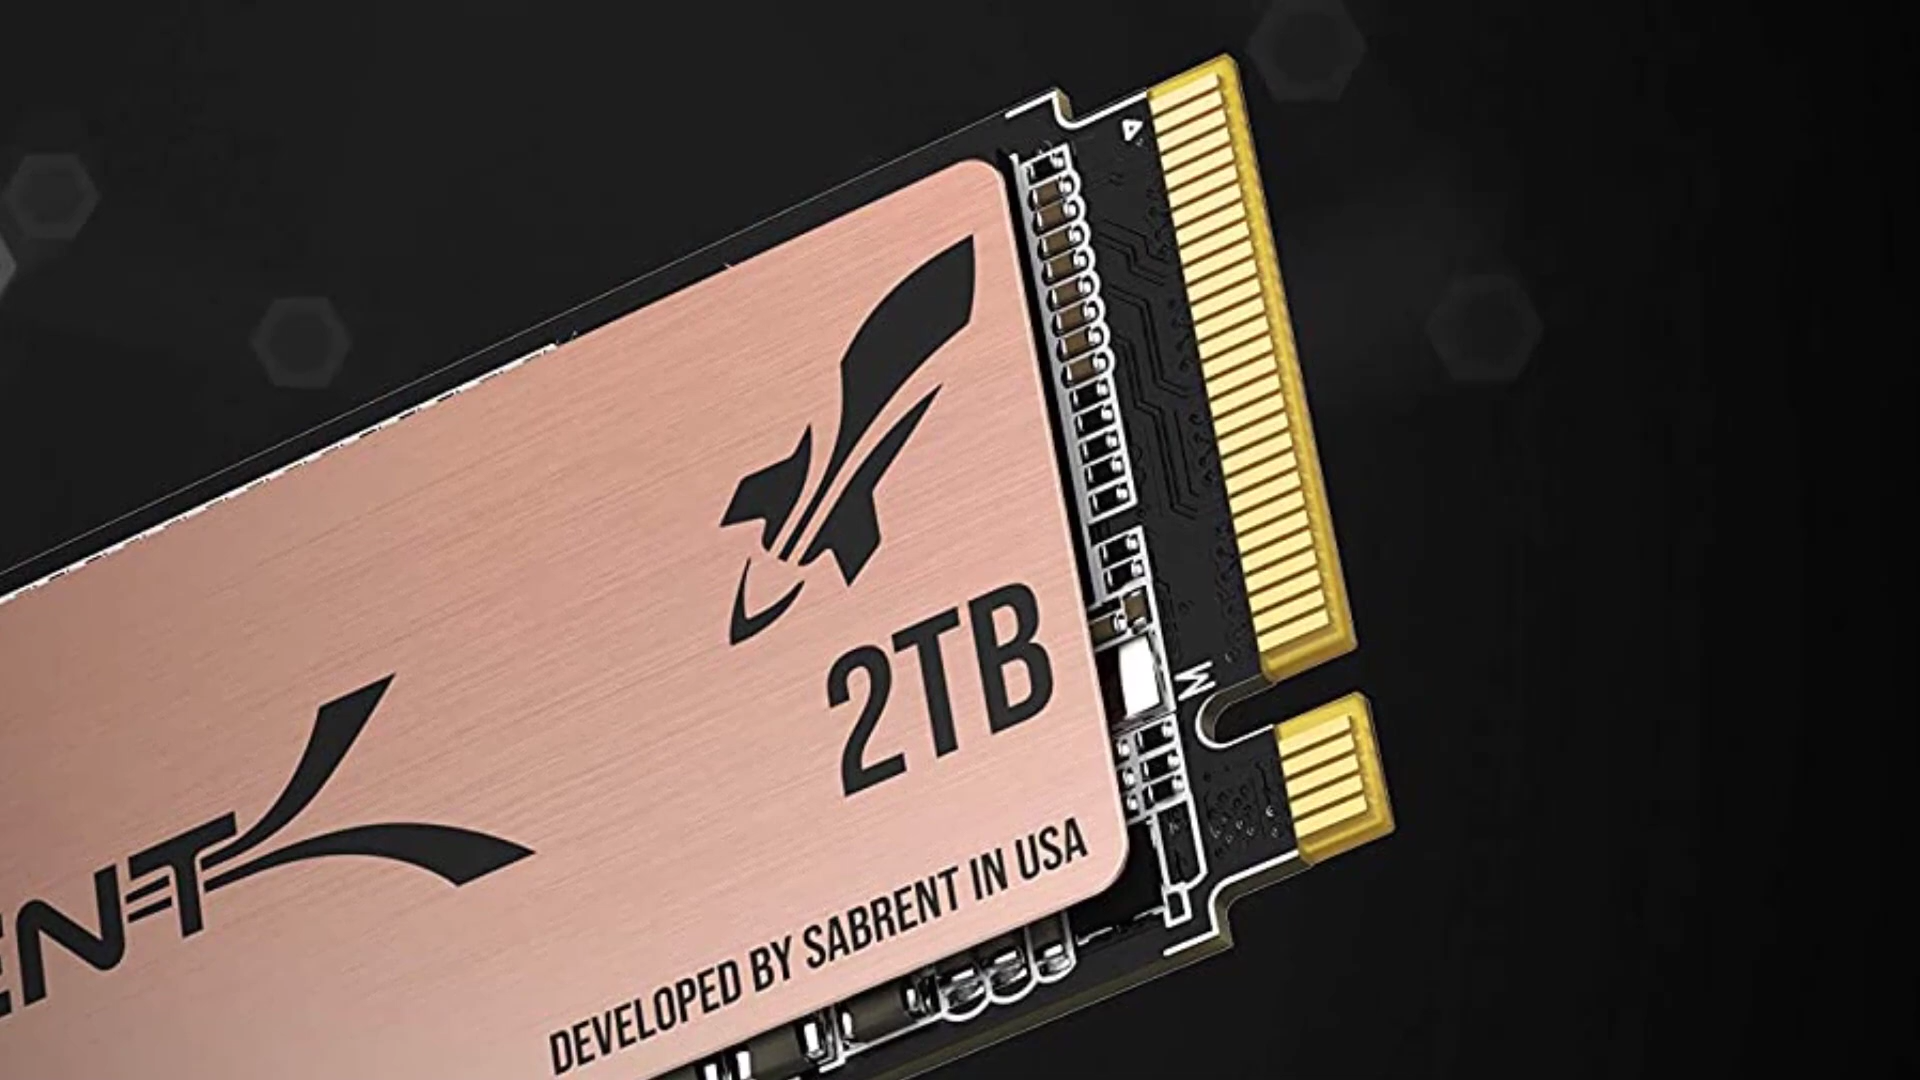 2TB
ENT
DEVELOPED BY SABRENT IN USA
M